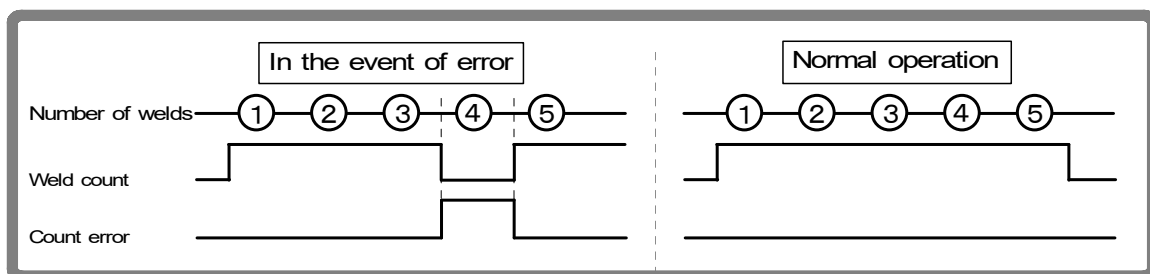 In the event of error
Normal operation
Number of welds ① ② ③ ④ ⑤ ① ② ③ ④ ⑤
Weld count
Count error